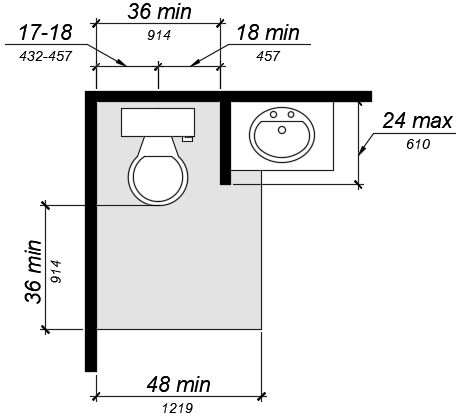 36 min
914
17-18
432-457
18 min
457
24 max
610
36 min
914
48 min
1219